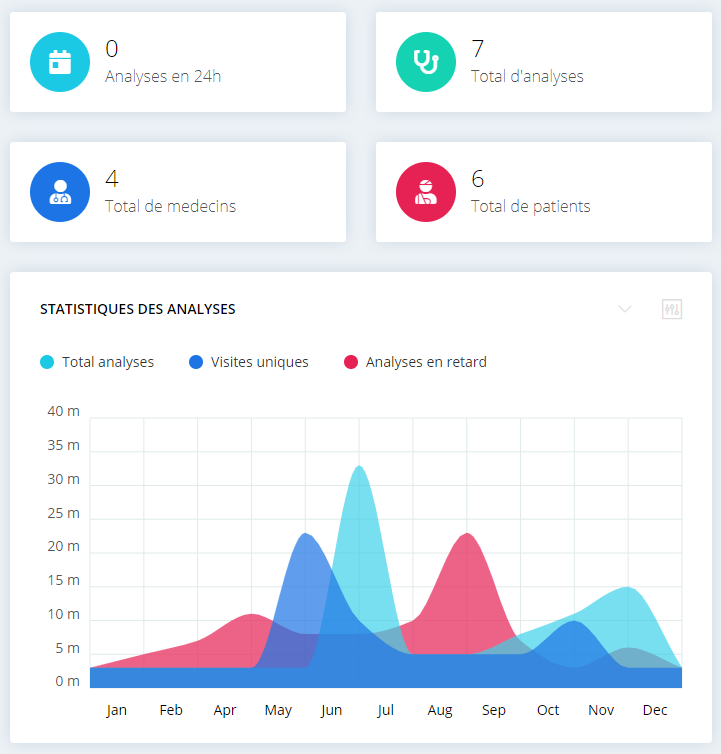 0
Analyses en 24h
7
Total d'analyses
4
Total de medecins
6
Total de patients
STATISTIQUES DES ANALYSES
Total analyses
Visites uniques
Analyses en retard
40 m
35 m
30 m
25 m
20 m
15 m
10 m
5 m
0 m
Jan Feb Apr May Jun Jul Aug Sep Oct Nov Dec